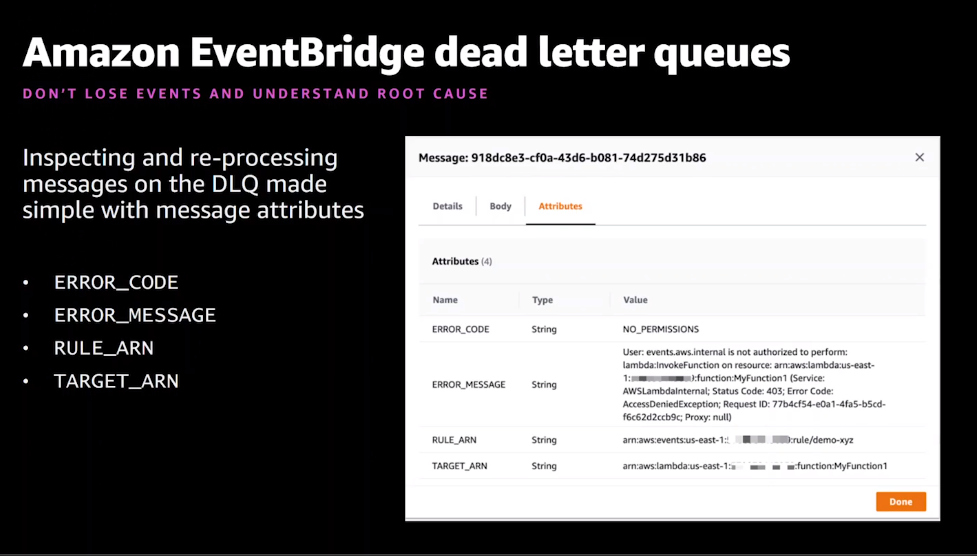 Amazon EventBridge dead letter queues
DON'T LOSE EVENTS AND UNDERSTAND ROOT CAUSE
Inspecting and re-processing
messages on the DLQ made
simple with message attributes
• ERROR_CODE
• ERROR_MESSAGE
• RULE_ARN
• TARGET_ARN
Message: 918dc8e3-cf0a-43d6-b081-74d275d31b86
Details Body Attributes
Attributes (4)
Name Type Value
ERROR_CODE String NO_PERMISSIONS
ERROR_MESSAGE String User: events.aws.internal is not authorized to perform:
lambda:InvokeFunction on resource: arn:aws:lambda:us-east-
1: :function:MyFunction1 (Service:
AWSLambdaInternal; Status Code: 403; Error Code:
AccessDeniedException; Request ID: 77b4cf54-e0a1-4fa5-b5cd-
f6c62d2ccb9c; Proxy: null)
RULE_ARN String arn:aws:events:us-east-1: :rule/demo-xyz
TARGET_ARN String arn:aws:lambda:us-east-1: :function:MyFunction1
Done